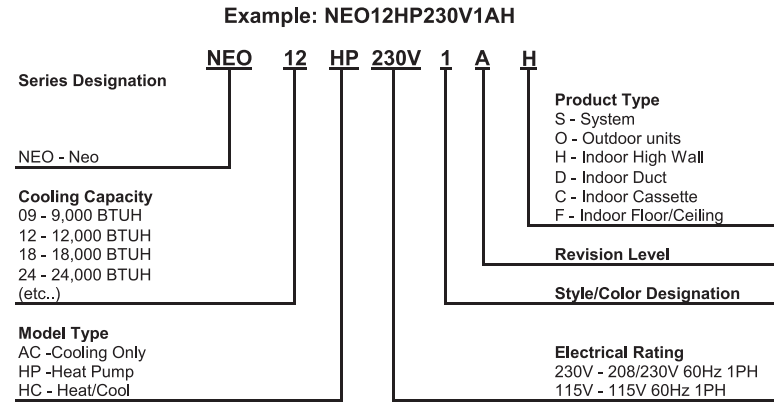 Example: NEO12HP230V1AH
NEO 12 HP 230V 1 A H
Series Designation
NEO - Neo
Cooling Capacity
09 - 9,000 BTUH
12 - 12,000 BTUH
18 - 18,000 BTUH
24 - 24,000 BTUH
(etc..)
Model Type
AC -Cooling Only
HP -Heat Pump
HC - Heat/Cool
Product Type
S - System
O - Outdoor units
H - Indoor High Wall
D - Indoor Duct
C - Indoor Cassette
F - Indoor Floor/Ceiling
Revision Level
Style/Color Designation
Electrical Rating
230V - 208/230V 60Hz 1PH
115V - 115V 60Hz 1PH